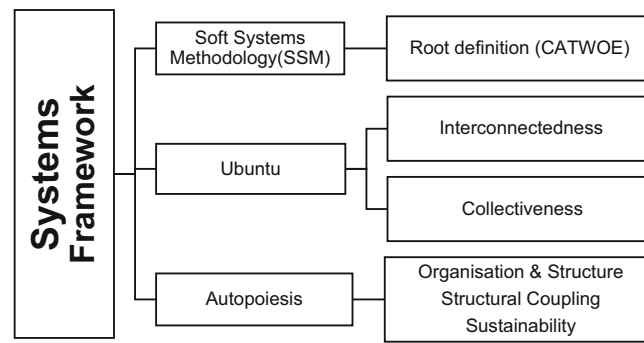 Systems
Framework
Soft Systems
Methodology(SSM)
Root definition (CATWOE)
Ubuntu
Interconnectedness
Collectiveness
Autopoiesis
Organisation & Structure
Structural Coupling
Sustainability